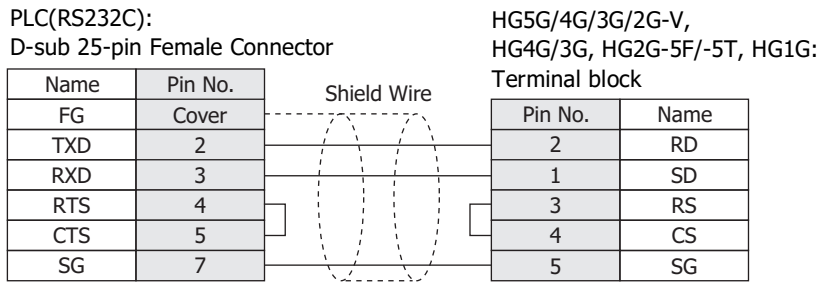 PLC(RS232C):
D-sub 25-pin Female Connector
HG5G/4G/3G/2G-V,
HG4G/3G, HG2G-5F/-5T, HG1G:
Terminal block
Name Pin No.
Shield Wire
FG Cover
Pin No. Name
TXD 2 2 RD
RXD 3 1 SD
RTS 4 3 RS
CTS 5 4 CS
SG 7 5 SG